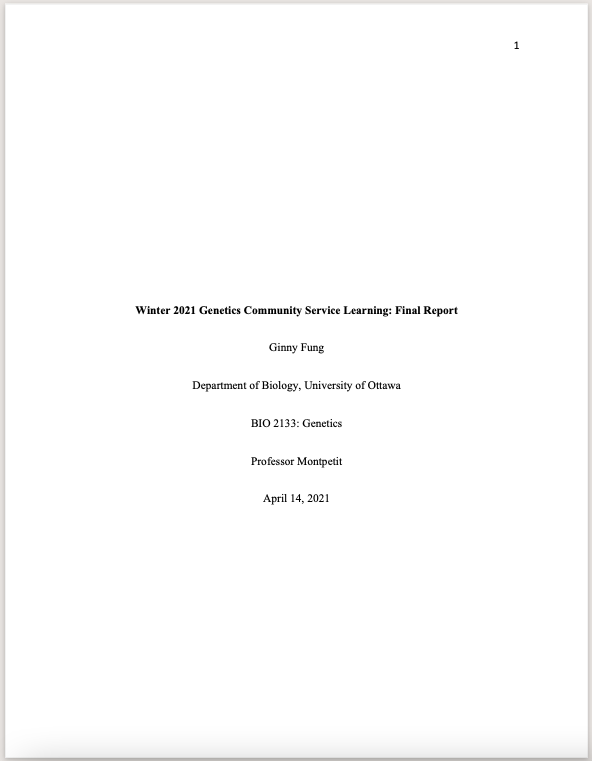 1
Winter 2021 Genetics Community Service Learning: Final Report
Ginny Fung
Department of Biology, University of Ottawa
BIO 2133: Genetics
Professor Montpetit
April 14, 2021